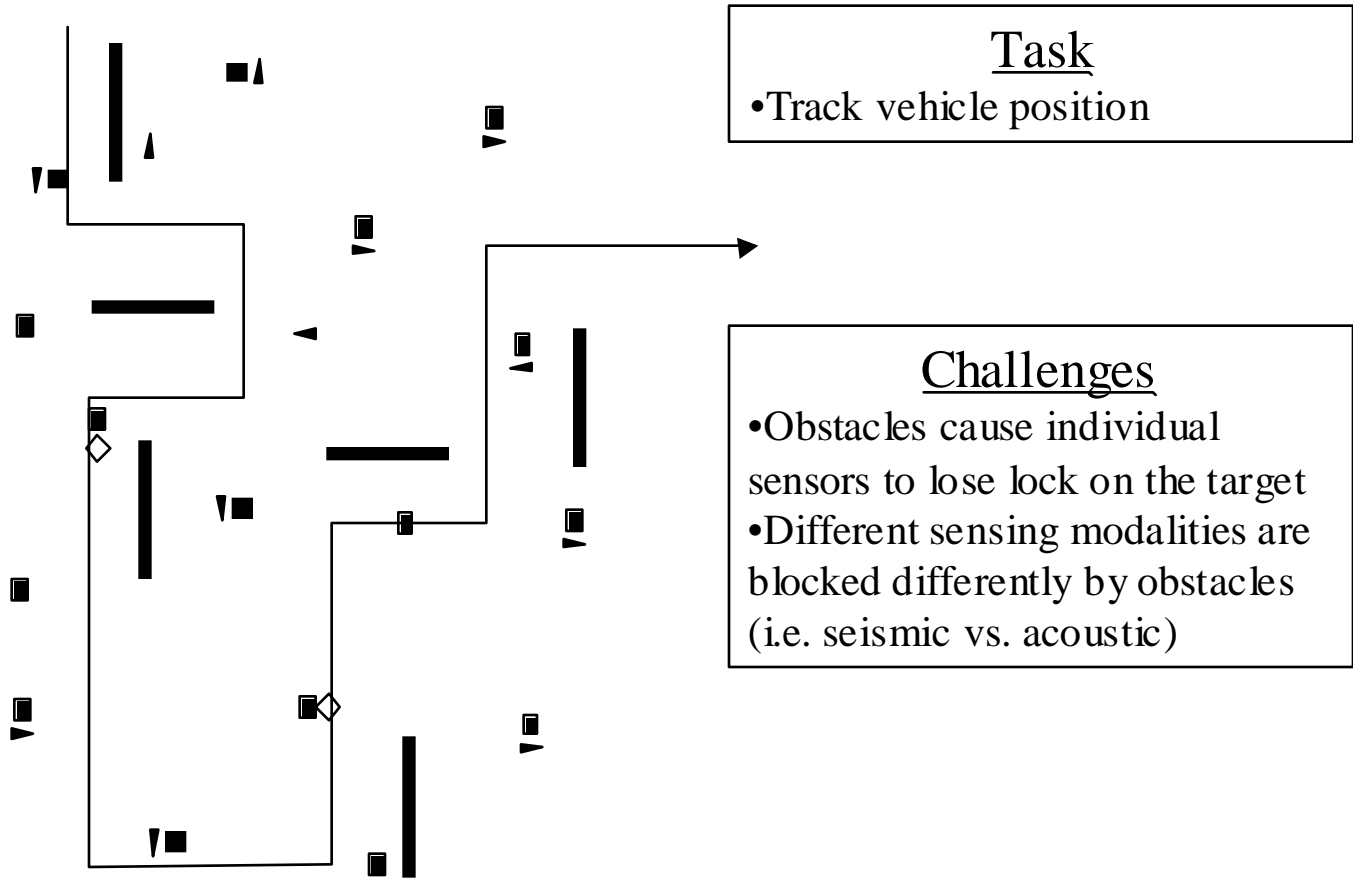 Task
•Track vehicle position
Challenges
•Obstacles cause individual
sensors to lose lock on the target
•Different sensing modalities are
blocked differently by obstacles
(i.e. seismic vs. acoustic)